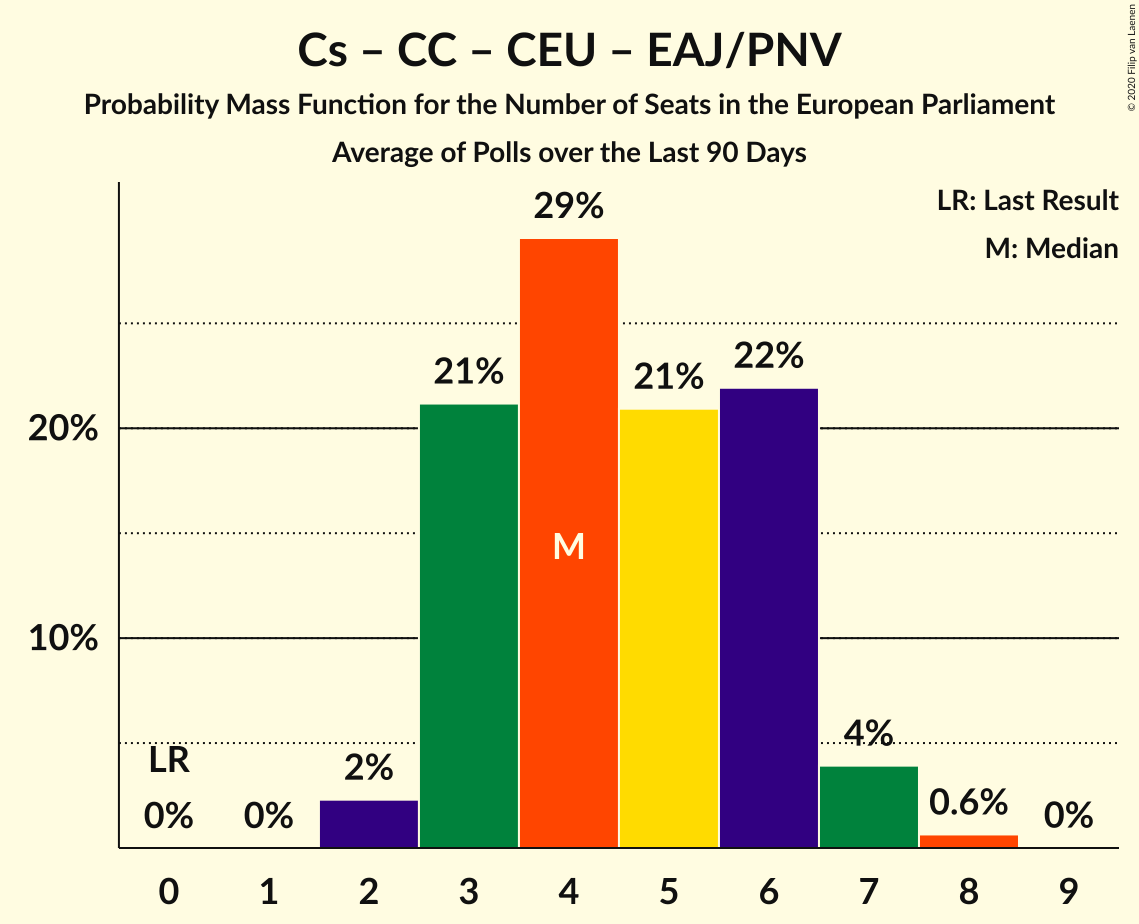 Cs – CC – CEU – EAJ/PNV
Probability Mass Function for the Number of Seats in the European Parliament
Average of Polls over the Last 90 Days
© 2020 Filip van Laenen
LR: Last Result
M: Median
29%
21%
21%
22%
20%
M
10%
LR
0%
0%
2%
4%
0.6%
0%
0 1 2 3 4 5 6 7 8 9